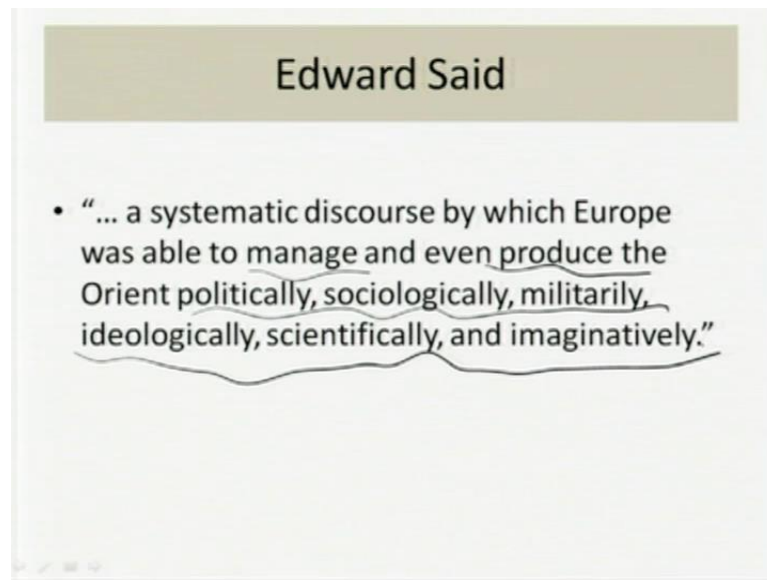 Edward Said
• “... a systematic discourse by which Europe
was able to manage and even produce the
Orient politically, sociologically, militarily,
ideologically, scientifically, and imaginatively.”